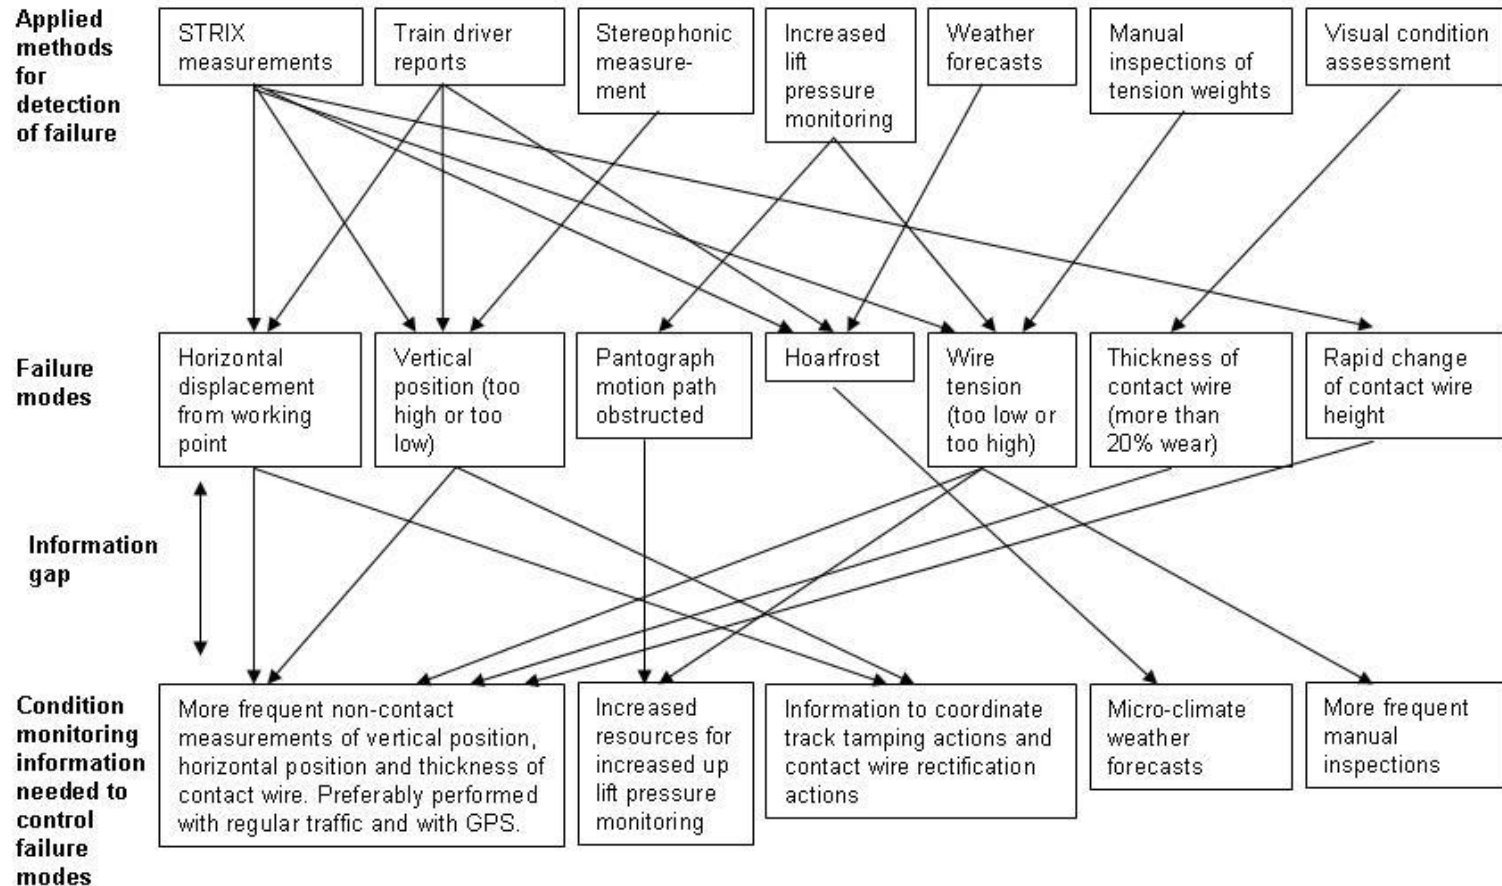 Applied
methods
for
detection
of failure
STRIX
measurements
Train driver
reports
Stereophonic
measure-
ment
Increased
lift
pressure
monitoring
Weather
forecasts
Manual
inspections of
tension weights
Visual condition
assessment
Failure
modes
Horizontal
displacement
from working
point
Vertical
position (too
high or too
low)
Pantograph
motion path
obstructed
Hoarfrost
Wire
tension
(too low or
too high)
Thickness of
contact wire
(more than
20% wear)
Rapid change
of contact wire
height
Information
gap
Condition
monitoring
information
needed to
control
failure
modes
More frequent non-contact
measurements of vertical position,
horizontal position and thickness of
contact wire. Preferably performed
with regular traffic and with GPS.
Increased
resources for
increased up
lift pressure
monitoring
Information to coordinate
track tamping actions and
contact wire rectification
actions
Micro-climate
weather
forecasts
More frequent
manual
inspections